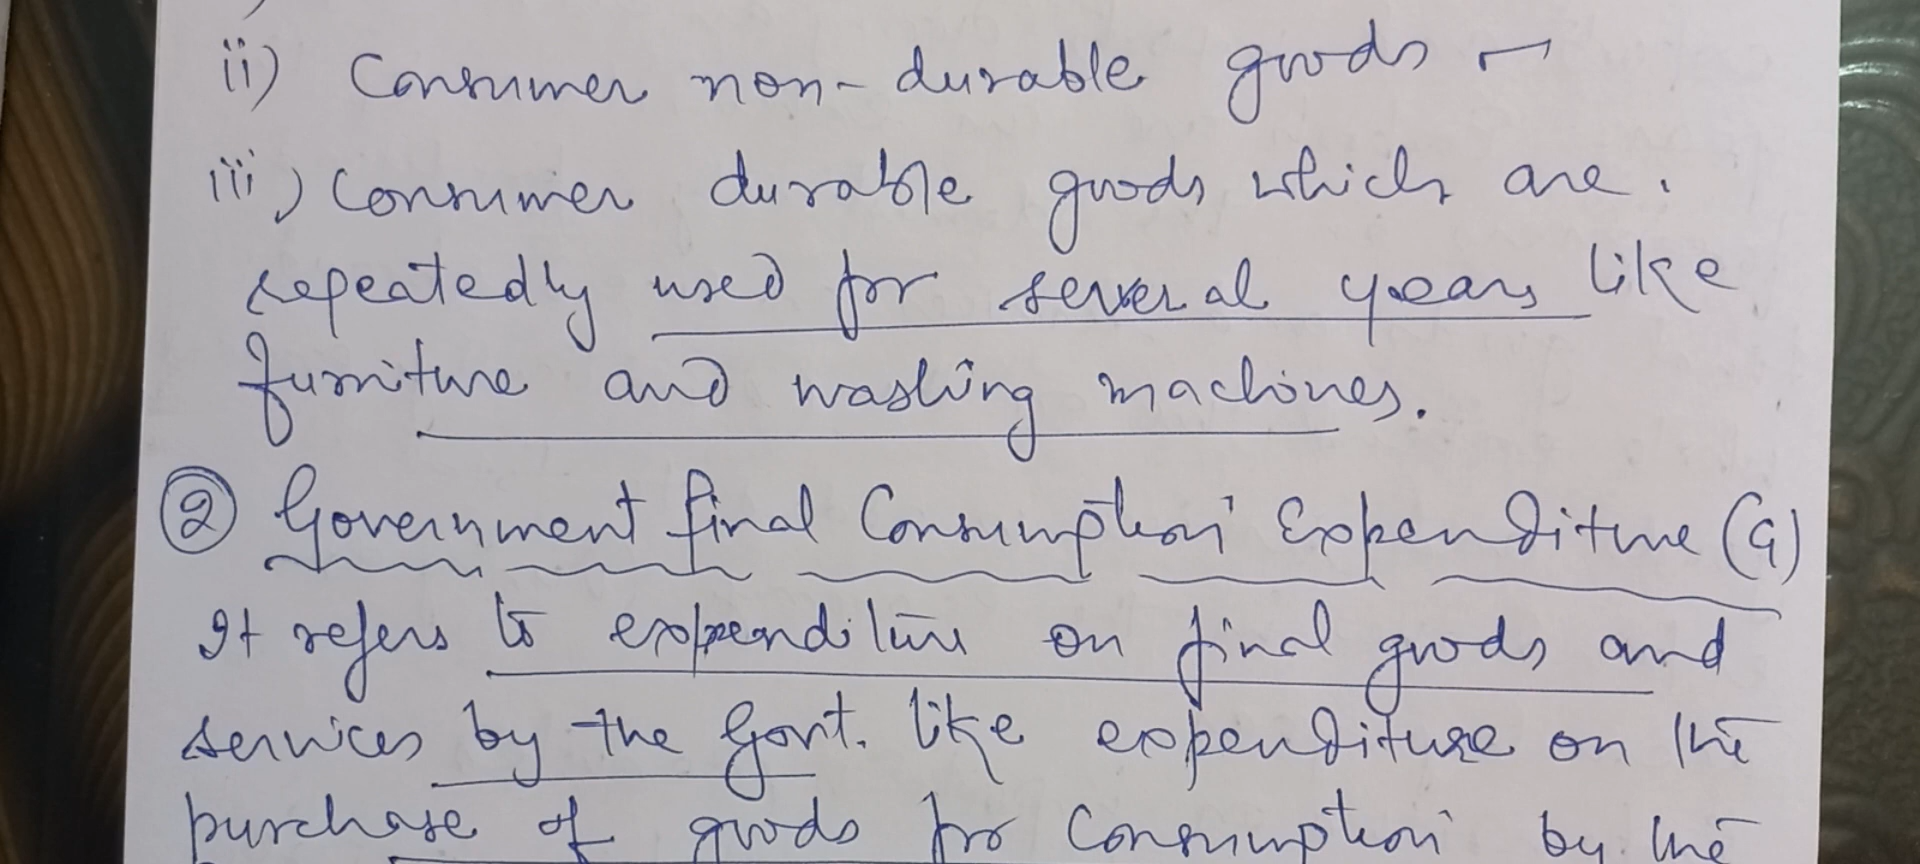 ii) Consumer non-durable goods
iii) Consumer durable goods which are
repeatedly used for several years like
furniture and washing machines.
② Government final Consumption Expenditure (G)
It refers to expenditure on final goods and
services by the Govt. like expenditure on the
purchase of goods for Consumption by the